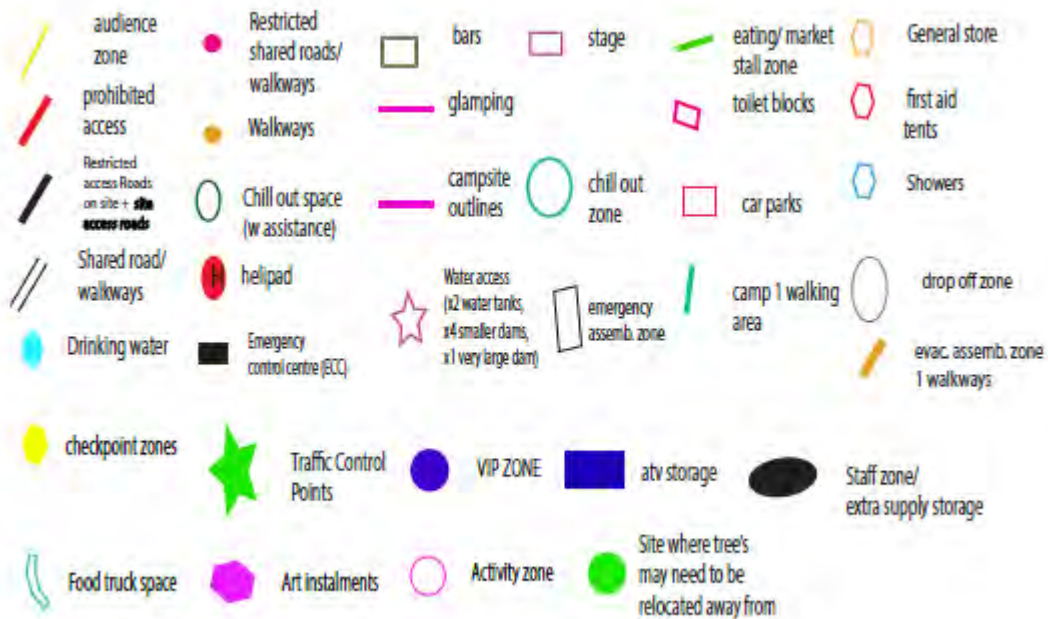 audience
zone
Restricted
shared roads/
walkways
bars
stage
eating/ market
stall zone
General store
prohibited
access
Walkways
glamping
toilet blocks
first aid
tents
Restricted
access Roads
on site + site
access roads
Chill out space
(w assistance)
campsite
outlines
chill out
zone
car parks
Showers
Shared road/
walkways
H
helipad
Water access
(x2 water tanks,
x4 smaller dams,
x1 very large dam)
emergency
assemb. zone
camp 1 walking
area
drop off zone
Drinking water
Emergency
control centre (ECC)
evac. assemb. zone
1 walkways
checkpoint zones
Traffic Control
Points
VIP ZONE
atv storage
Staff zone/
extra supply storage
Food truck space
Art instalments
Activity zone
Site where tree's
may need to be
relocated away from